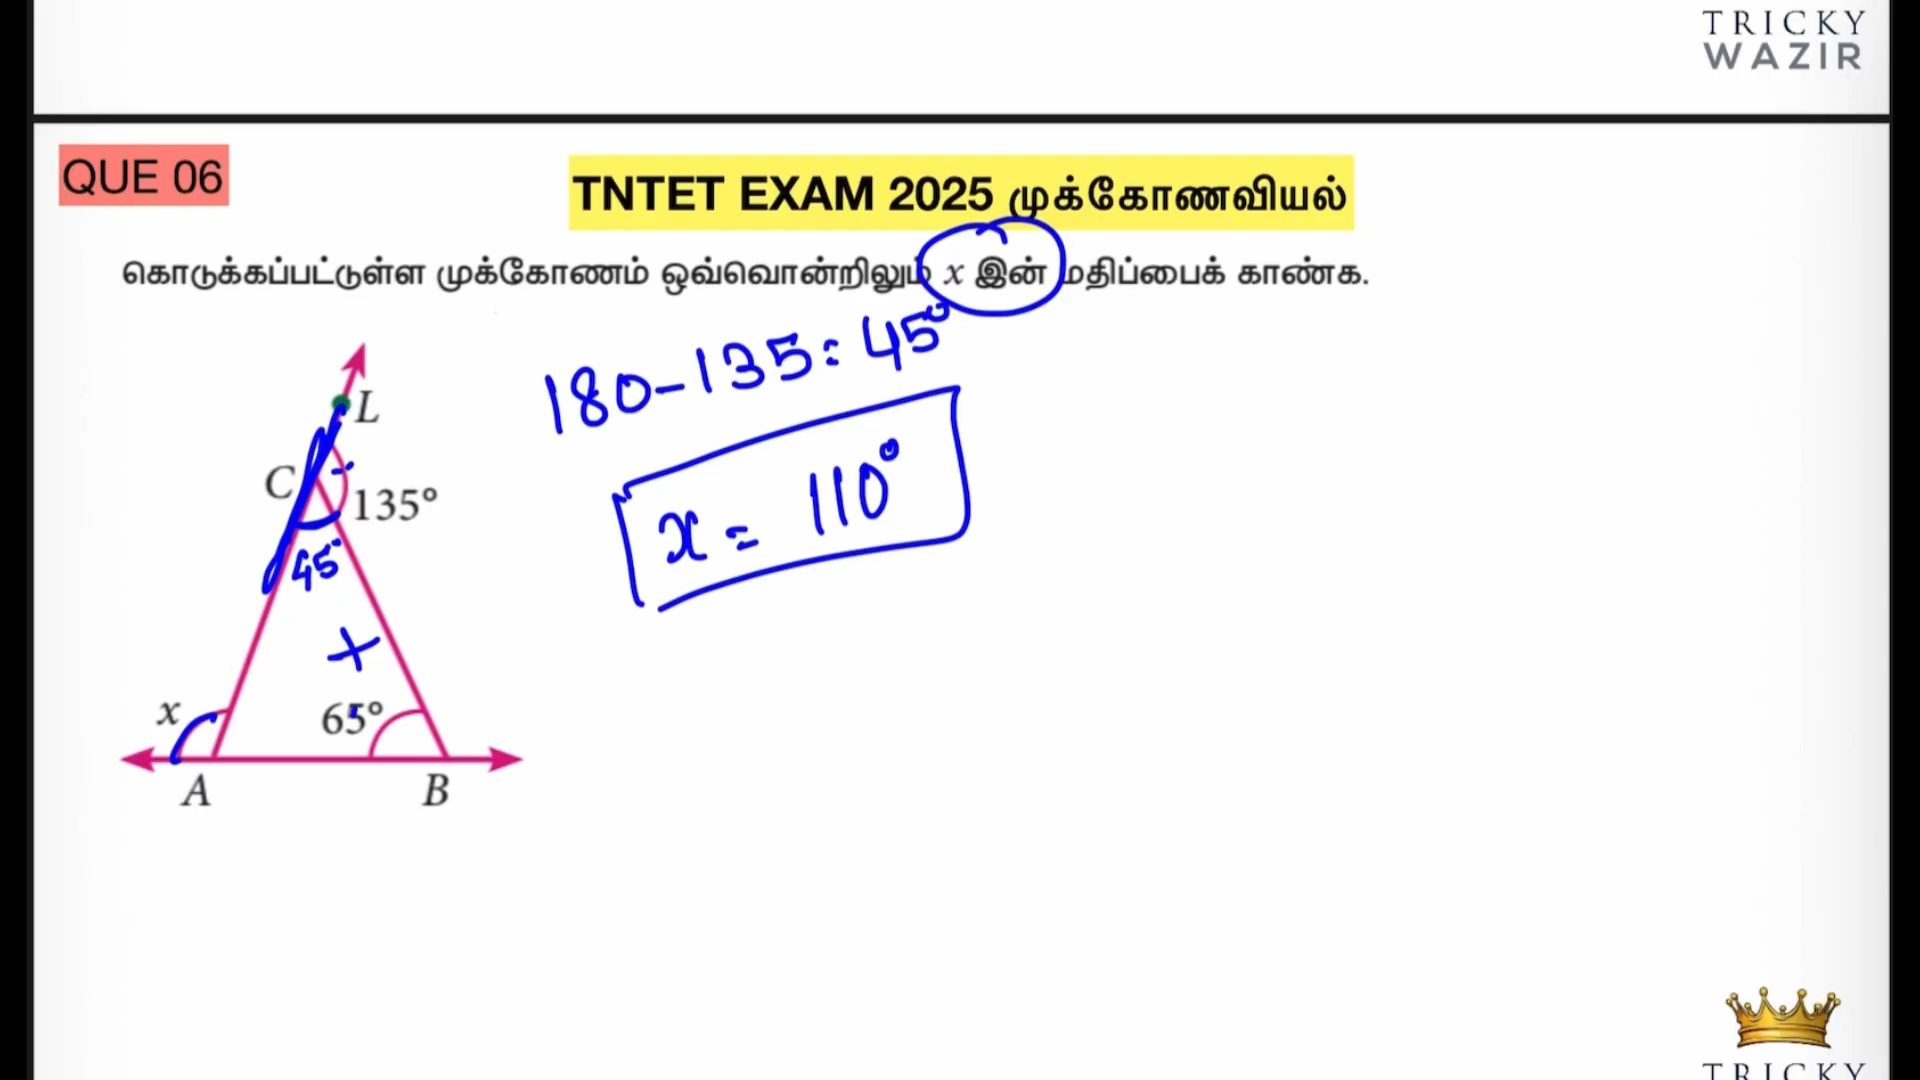 TRICKY
WAZIR
QUE 06
TNTET EXAM 2025 முக்கோணவியல்
கொடுக்கப்பட்டுள்ள முக்கோணம் ஒவ்வொன்றிலும் x இன் மதிப்பைக் காண்க.
180-135=45°
x = 110°
L
C
135°
45°
+
x
65°
A
B
TRICKY